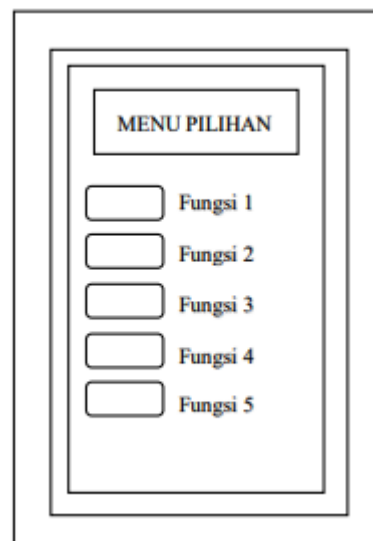 MENU PILIHAN
Fungsi 1
Fungsi 2
Fungsi 3
Fungsi 4
Fungsi 5